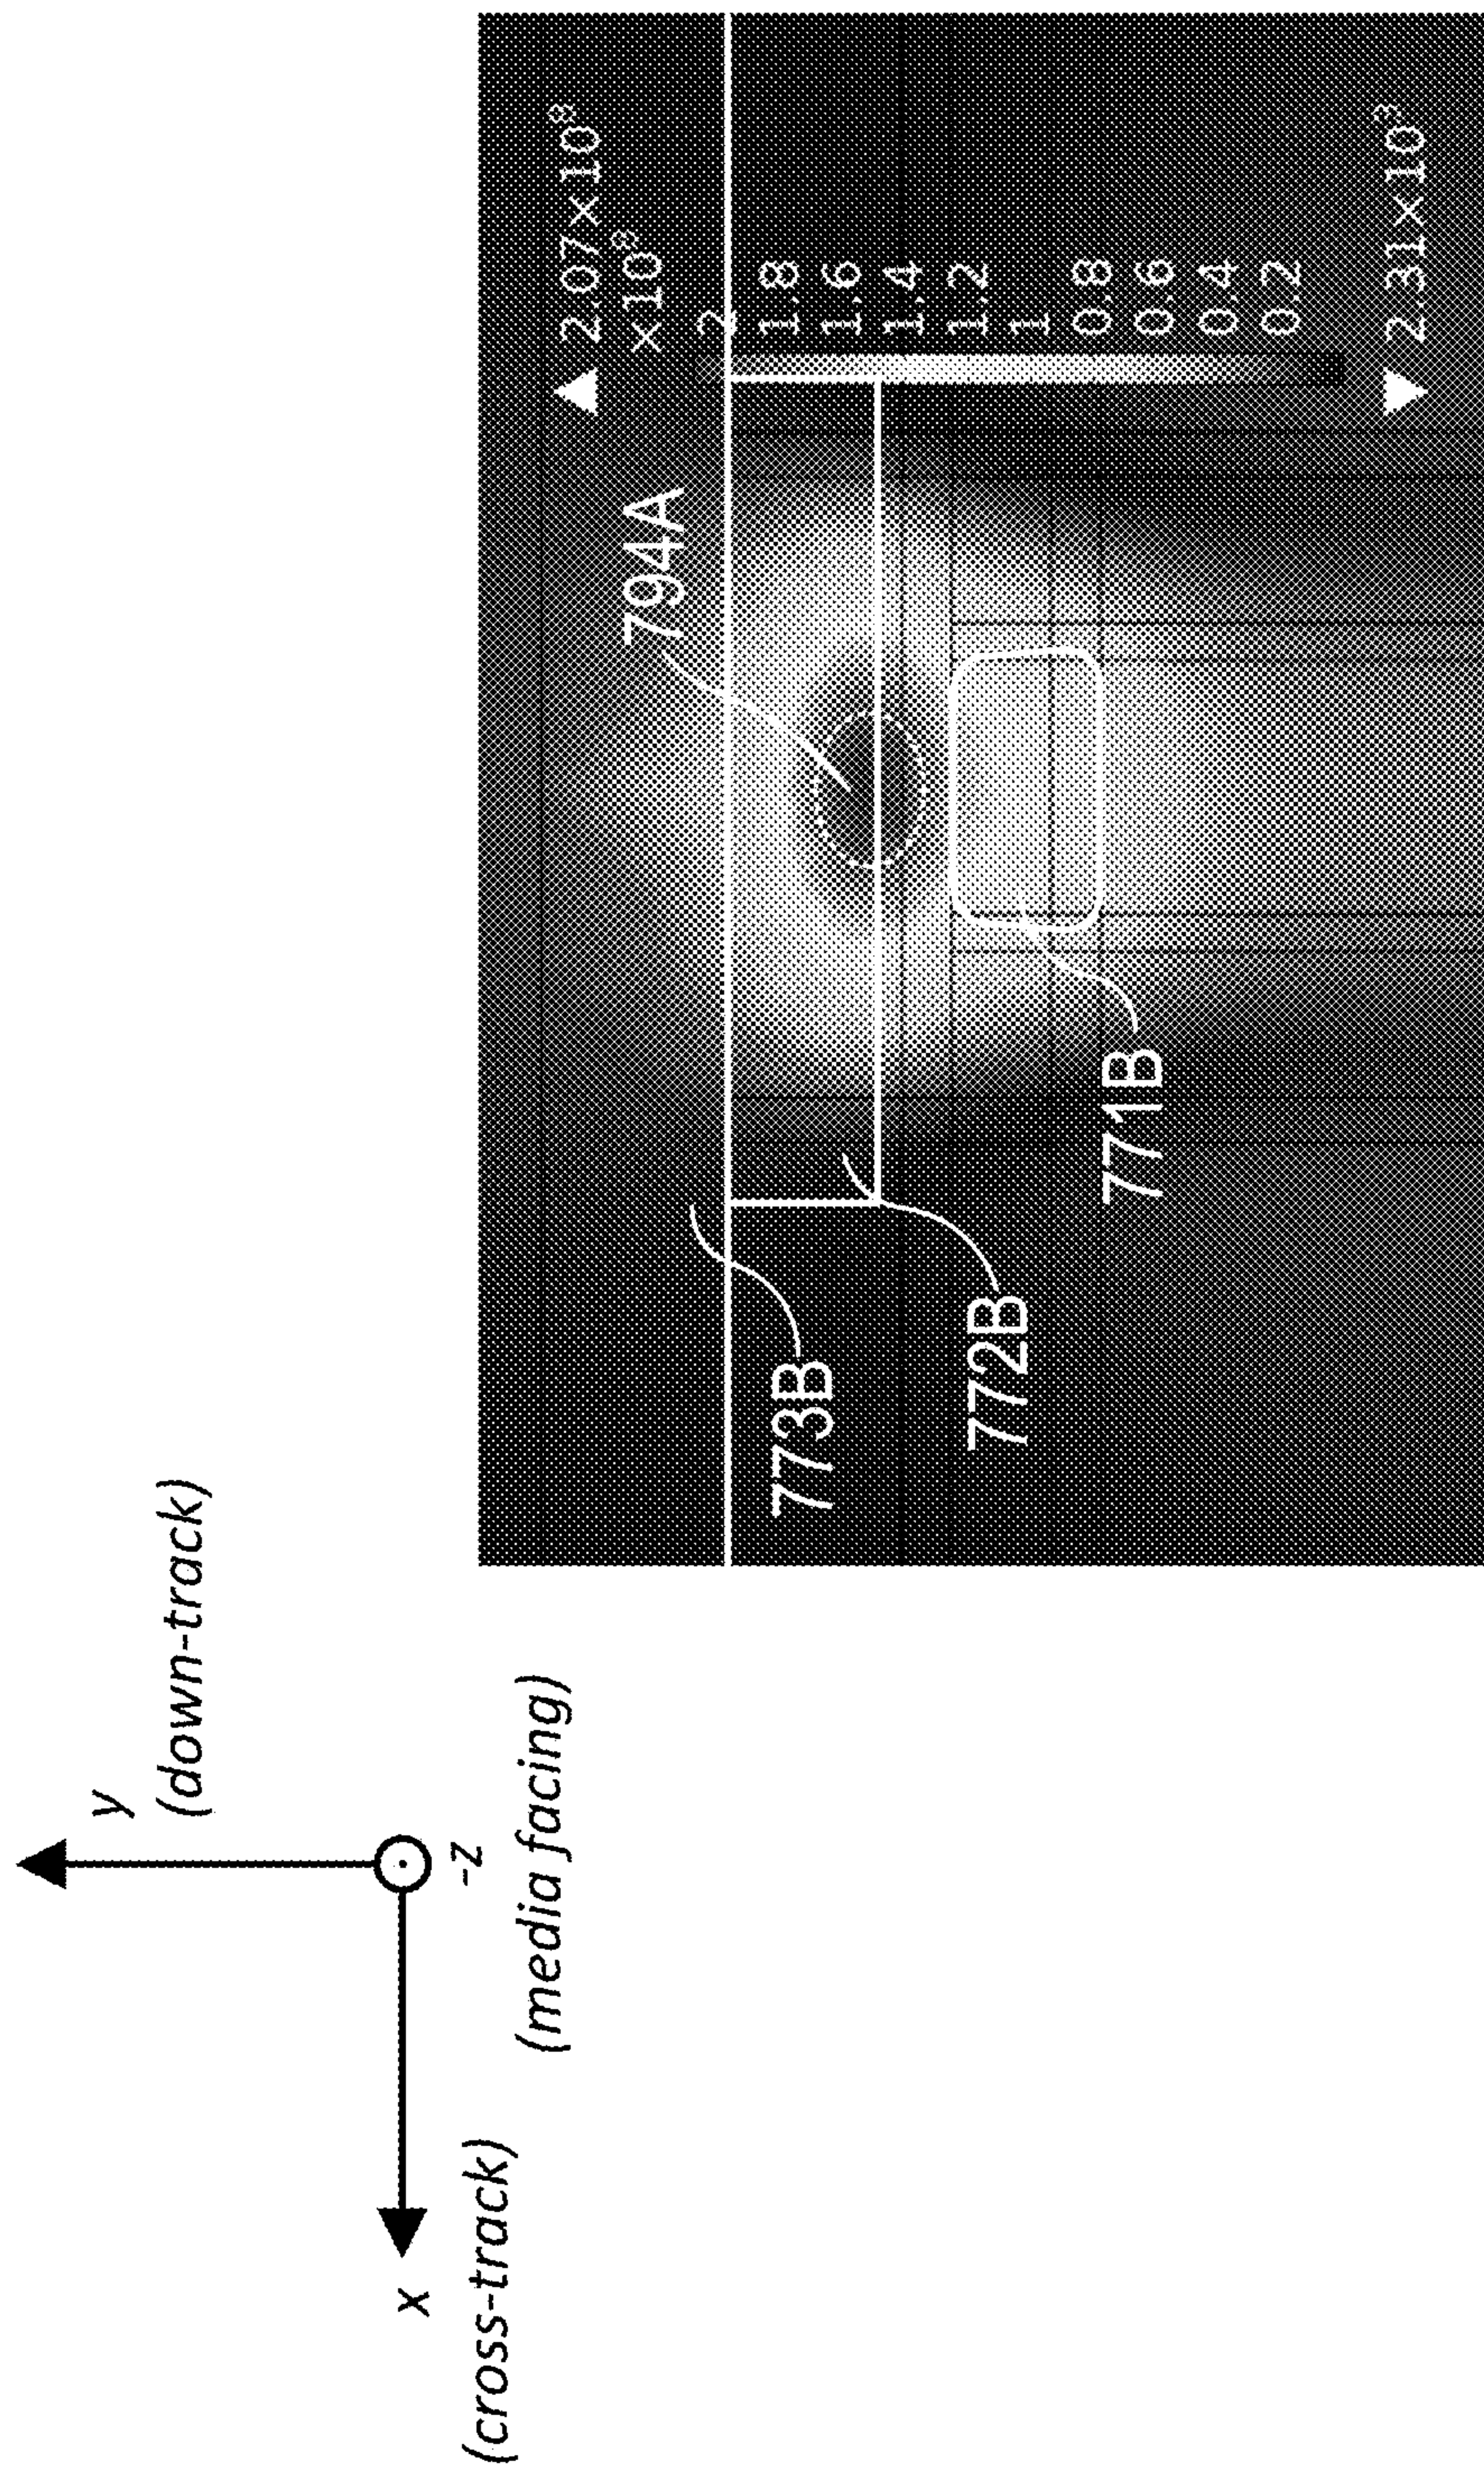 y
(down-track)
-z
(media facing)
x
(cross-track)
▲ 2.07×10⁸
×10⁸
2
1.8
1.6
1.4
1.2
1
0.8
0.6
0.4
0.2
▼ 2.31×10³
794A
773B
772B
771B